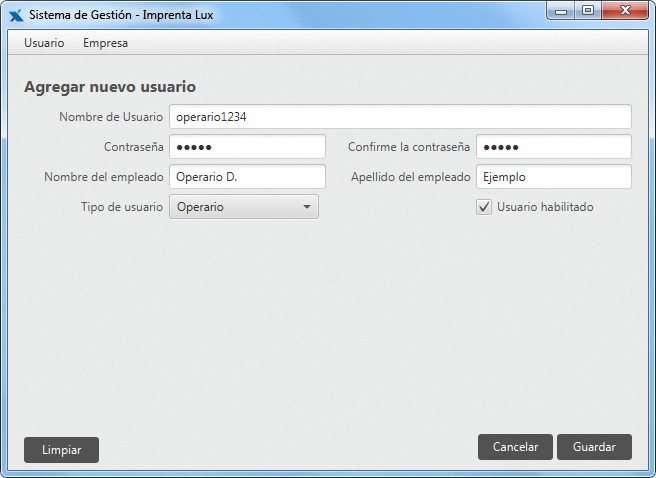 Sistema de Gestión - Imprenta Lux
Usuario Empresa
Agregar nuevo usuario
Nombre de Usuario operario1234
Contraseña ●●●●● Confirme la contraseña ●●●●●
Nombre del empleado Operario D. Apellido del empleado Ejemplo
Tipo de usuario Operario Usuario habilitado
Limpiar Cancelar Guardar